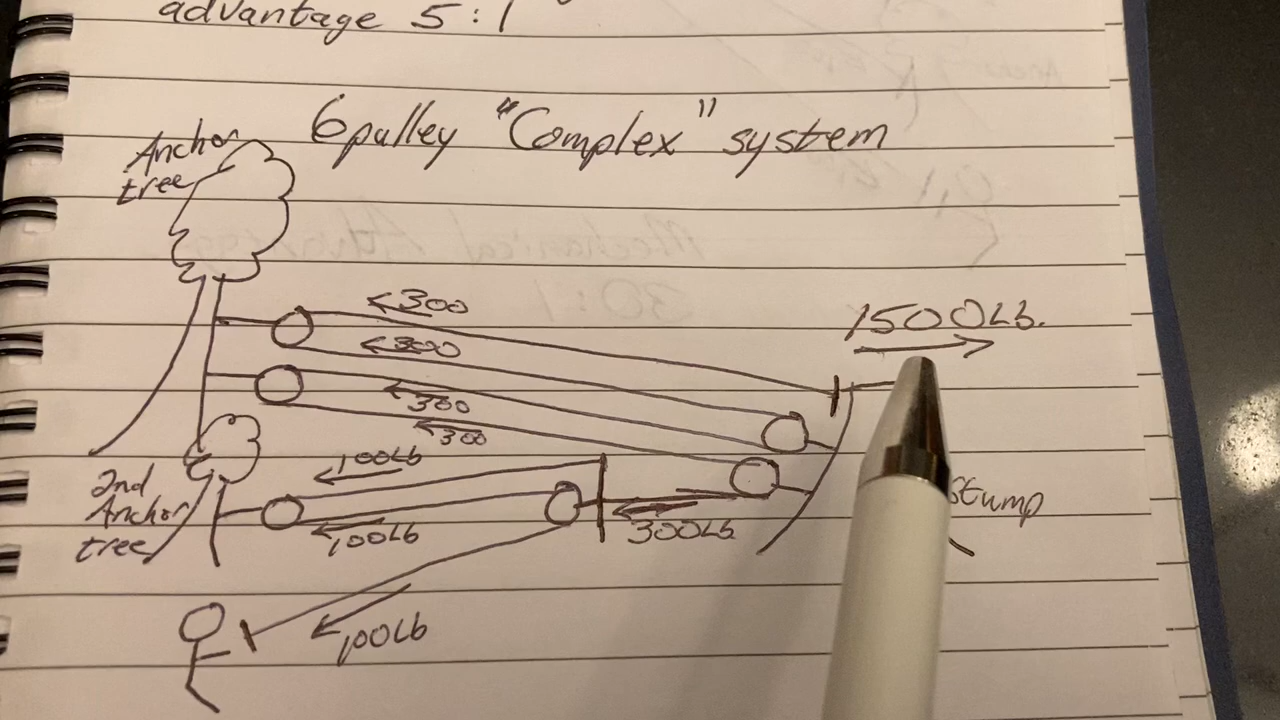 advantage 5:1
6 pulley "Complex" system
Anchor
tree
300
300
300
300
1500Lb.
100Lb
2nd
Anchor
tree
100Lb
300Lb.
Stump
100Lb